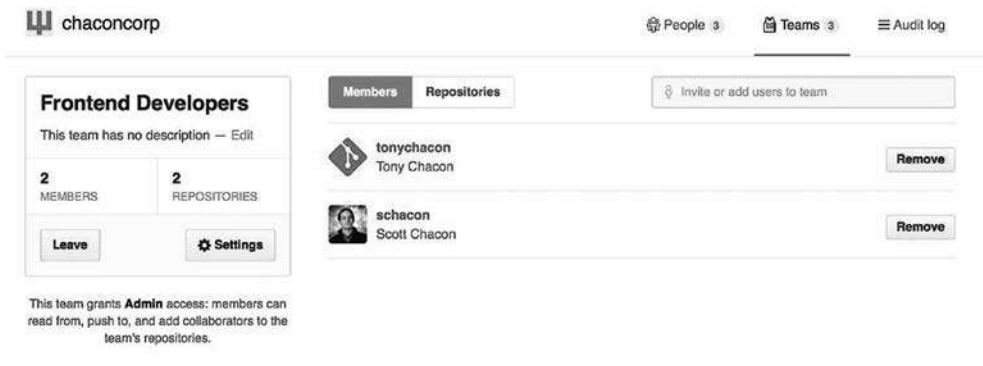 chaconcorp
People 3
Teams 3
Audit log
Frontend Developers
This team has no description — Edit
2
MEMBERS
2
REPOSITORIES
Leave
Settings
This team grants Admin access: members can
read from, push to, and add collaborators to the
team's repositories.
Members
Repositories
Invite or add users to team
tonychacon
Tony Chacon
Remove
schacon
Scott Chacon
Remove